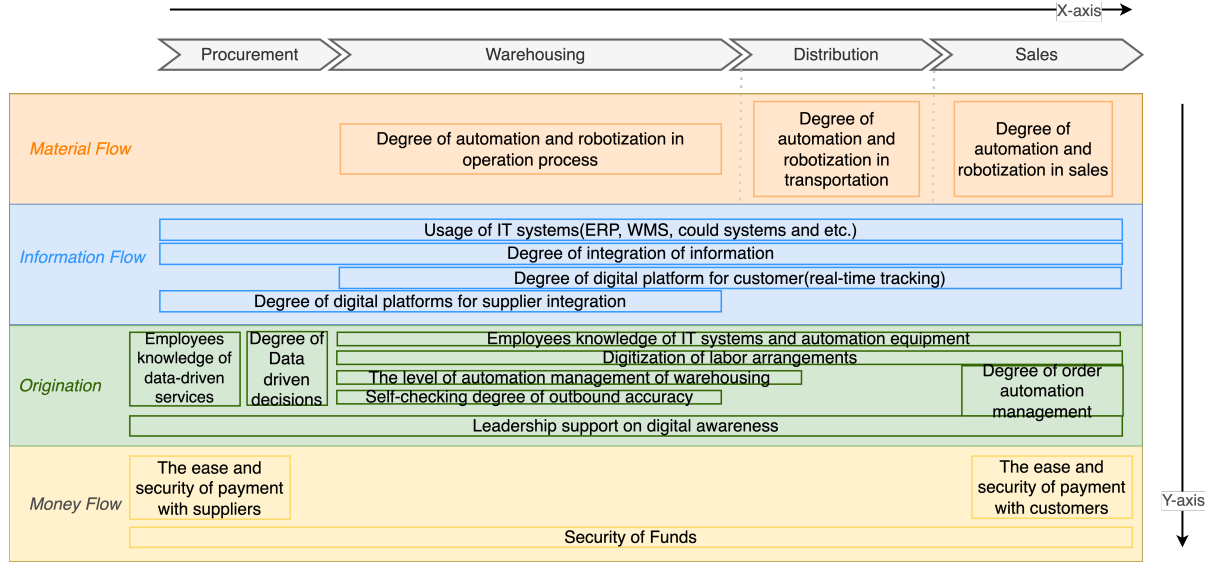 X-axis
Procurement
Warehousing
Distribution
Sales
Material Flow
Degree of automation and robotization in
operation process
Degree of
automation and
robotization in
transportation
Degree of
automation and
robotization in sales
Information Flow
Usage of IT systems(ERP, WMS, could systems and etc.)
Degree of integration of information
Degree of digital platform for customer(real-time tracking)
Degree of digital platforms for supplier integration
Origination
Employees
knowledge of
data-driven
services
Degree of
Data
driven
decisions
Employees knowledge of IT systems and automation equipment
Digitization of labor arrangements
The level of automation management of warehousing
Self-checking degree of outbound accuracy
Degree of order
automation
management
Leadership support on digital awareness
Money Flow
The ease and
security of payment
with suppliers
The ease and
security of payment
with customers
Security of Funds
Y-axis